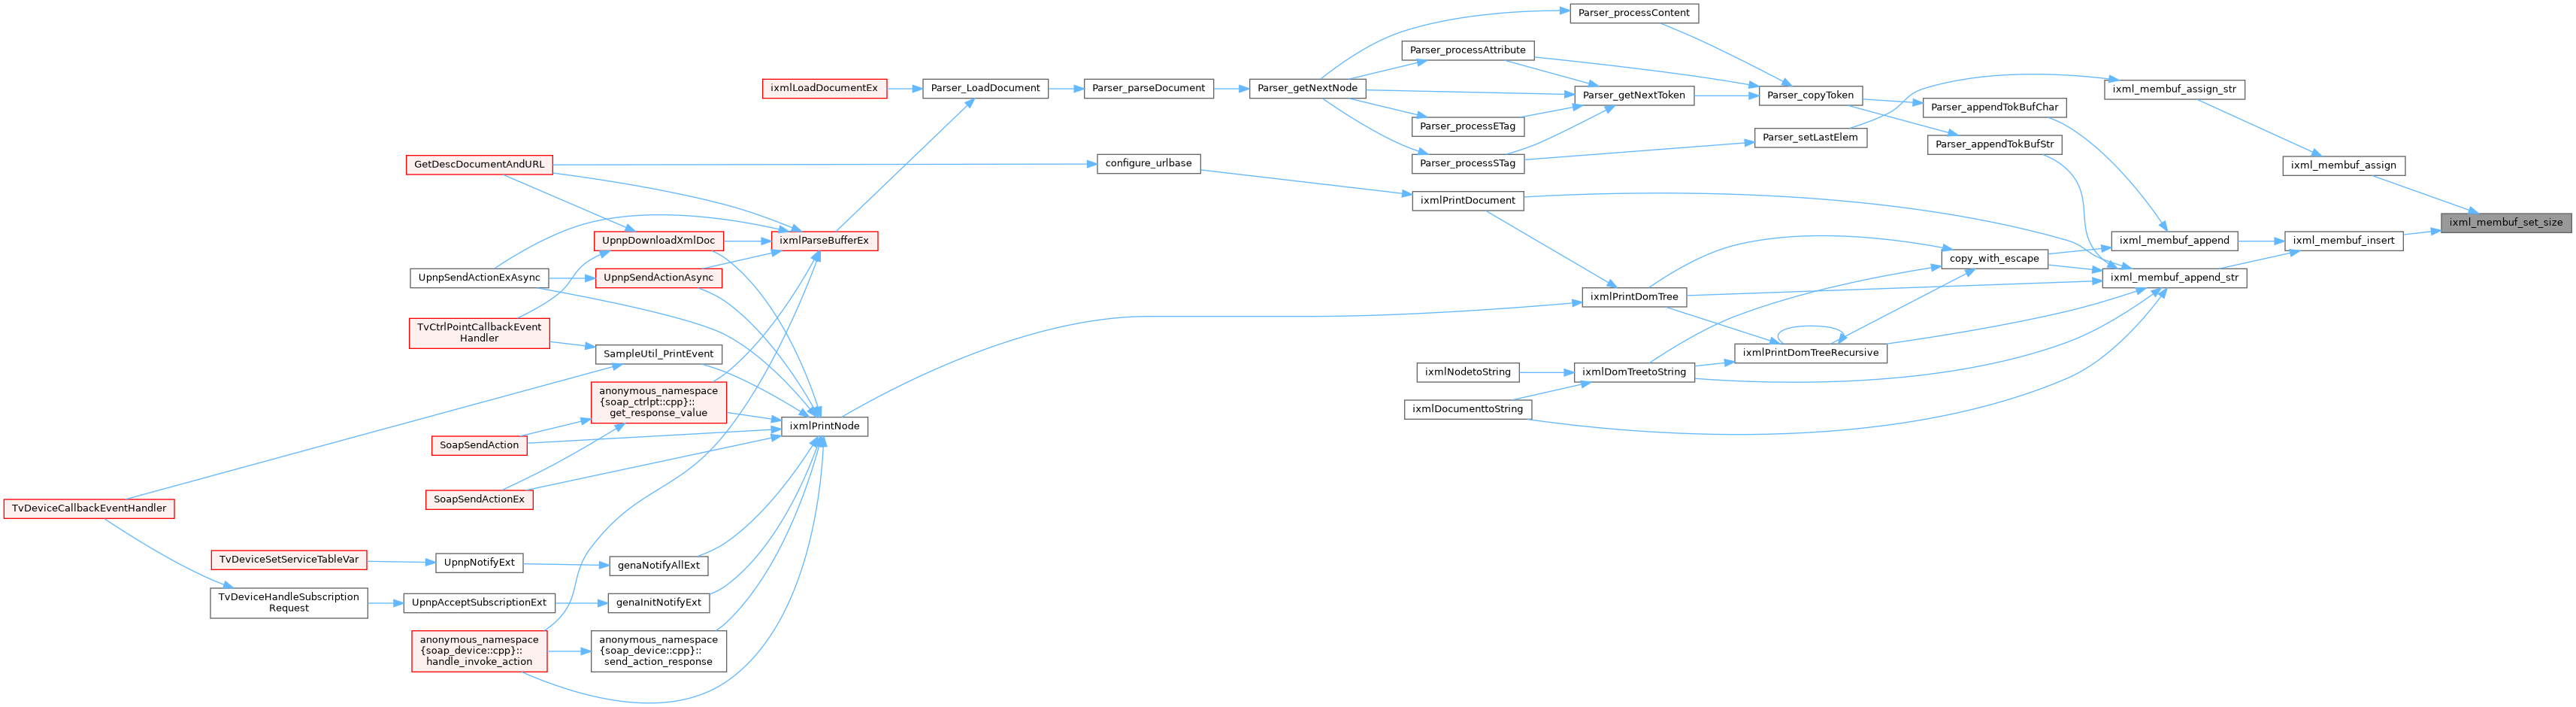 Parser_processContent
Parser_processAttribute
ixmlLoadDocumentEx
Parser_LoadDocument
Parser_parseDocument
Parser_getNextNode
Parser_getNextToken
Parser_copyToken
ixml_membuf_assign_str
Parser_appendTokBufChar
Parser_processETag
Parser_setLastElem
Parser_appendTokBufStr
GetDescDocumentAndURL
configure_urlbase
Parser_processSTag
ixml_membuf_assign
ixmlPrintDocument
ixml_membuf_set_size
UpnpDownloadXmlDoc
ixmlParseBufferEx
ixml_membuf_append
ixml_membuf_insert
copy_with_escape
UpnpSendActionExAsync
UpnpSendActionAsync
ixml_membuf_append_str
ixmlPrintDomTree
TvCtrlPointCallbackEvent
Handler
SampleUtil_PrintEvent
ixmlPrintDomTreeRecursive
ixmlNodetoString
ixmlDomTreetoString
anonymous_namespace
{soap_ctrlpt::cpp}::
get_response_value
ixmlDocumenttoString
ixmlPrintNode
SoapSendAction
SoapSendActionEx
TvDeviceCallbackEventHandler
TvDeviceSetServiceTableVar
UpnpNotifyExt
genaNotifyAllExt
TvDeviceHandleSubscription
Request
UpnpAcceptSubscriptionExt
genaInitNotifyExt
anonymous_namespace
{soap_device::cpp}::
handle_invoke_action
anonymous_namespace
{soap_device::cpp}::
send_action_response